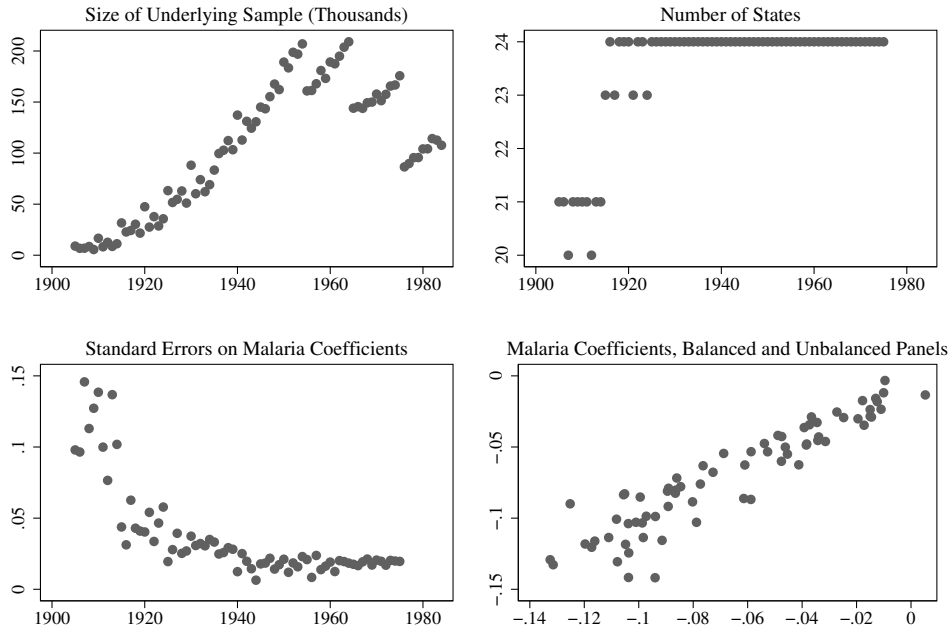 Size of Underlying Sample (Thousands)
200
150
100
50
0
1900 1920 1940 1960 1980
Number of States
24
23
22
21
20
1900 1920 1940 1960 1980
Standard Errors on Malaria Coefficients
.15
.1
.05
0
1900 1920 1940 1960 1980
Malaria Coefficients, Balanced and Unbalanced Panels
0
−.05
−.1
−.15
−.14 −.12 −.1 −.08 −.06 −.04 −.02 0